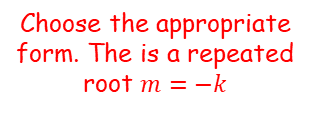 Choose the appropriate
form. The is a repeated
root m = −k